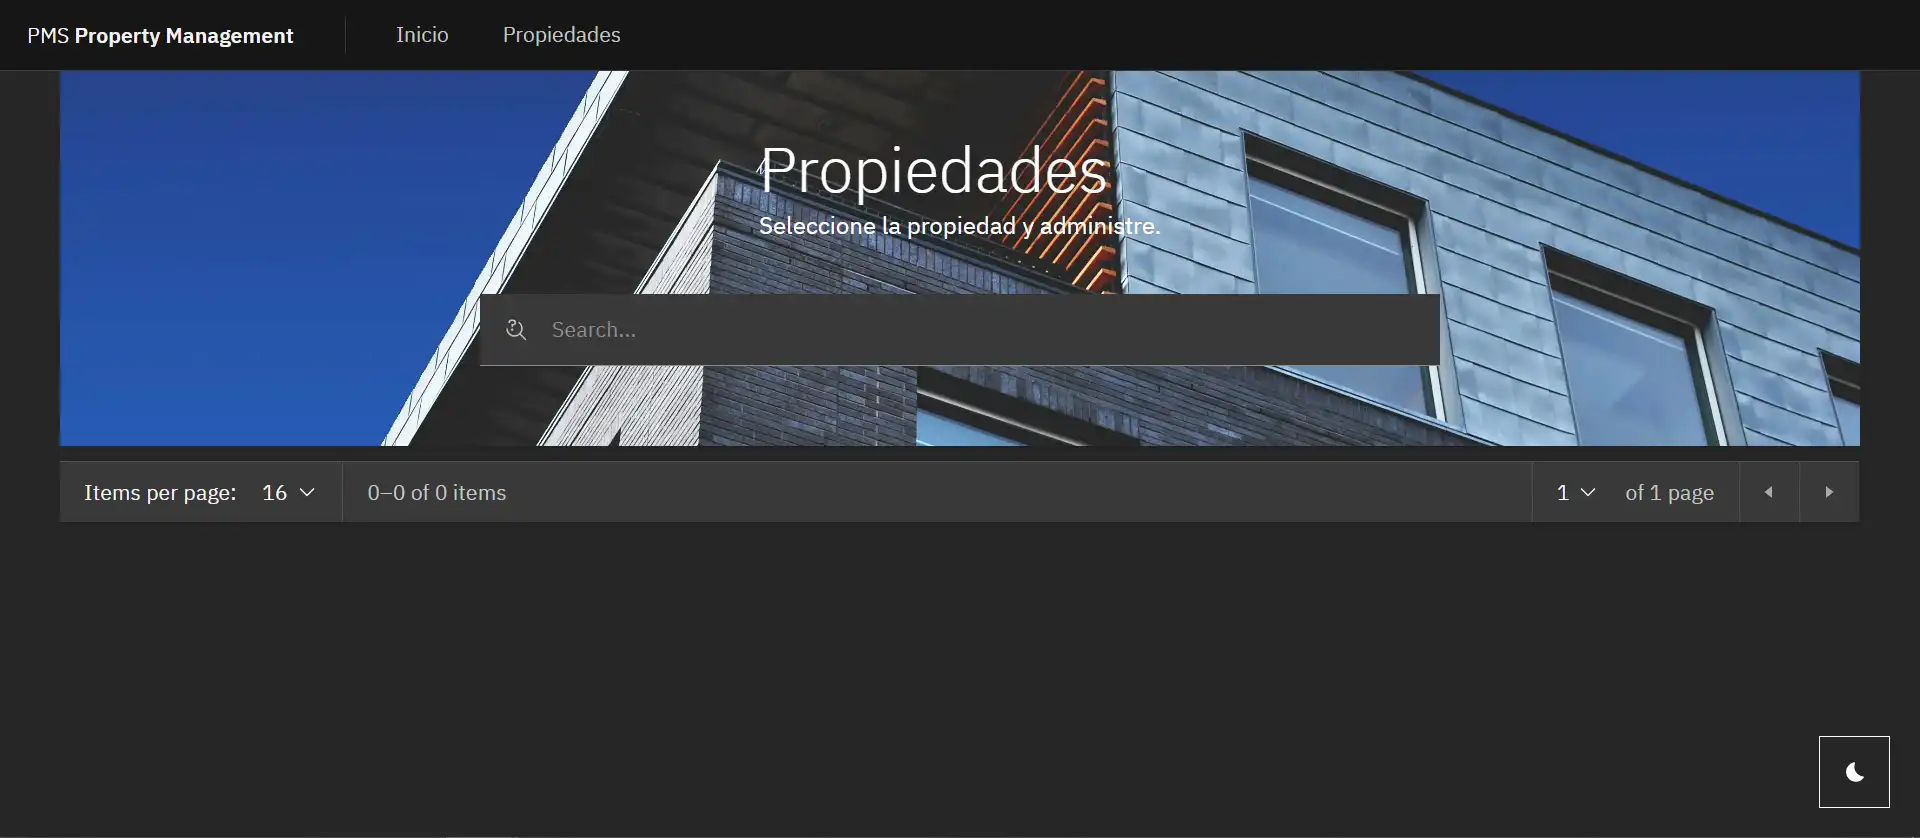 PMS Property Management Inicio Propiedades
Propiedades
Seleccione la propiedad y administre.
Search...
Items per page: 16 0–0 of 0 items 1 of 1 page